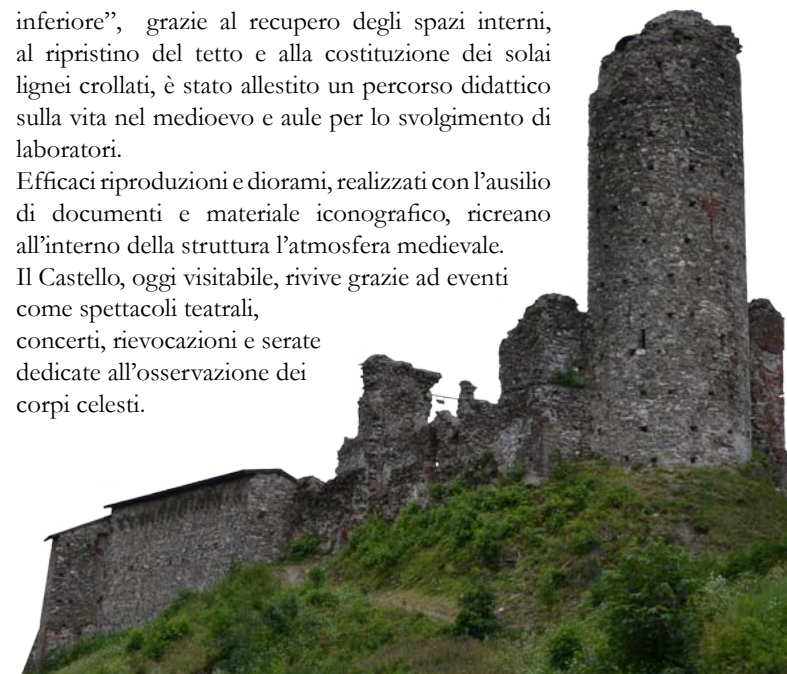 inferiore”, grazie al recupero degli spazi interni,
al ripristino del tetto e alla costituzione dei solai
lignei crollati, è stato allestito un percorso didattico
sulla vita nel medioevo e aule per lo svolgimento di
laboratori.
Efficaci riproduzioni e diorami, realizzati con l’ausilio
di documenti e materiale iconografico, ricreano
all’interno della struttura l’atmosfera medievale.
Il Castello, oggi visitabile, rivive grazie ad eventi
come spettacoli teatrali,
concerti, rievocazioni e serate
dedicate all’osservazione dei
corpi celesti.